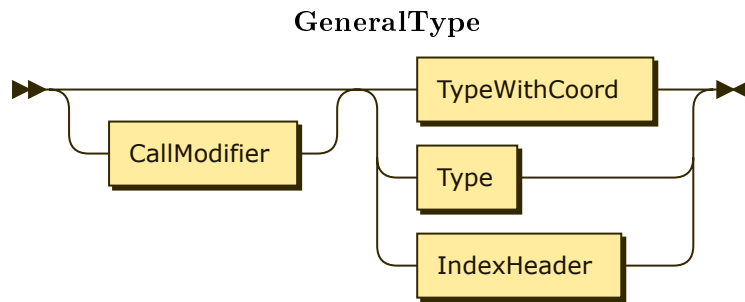 GeneralType
TypeWithCoord
CallModifier
Type
IndexHeader